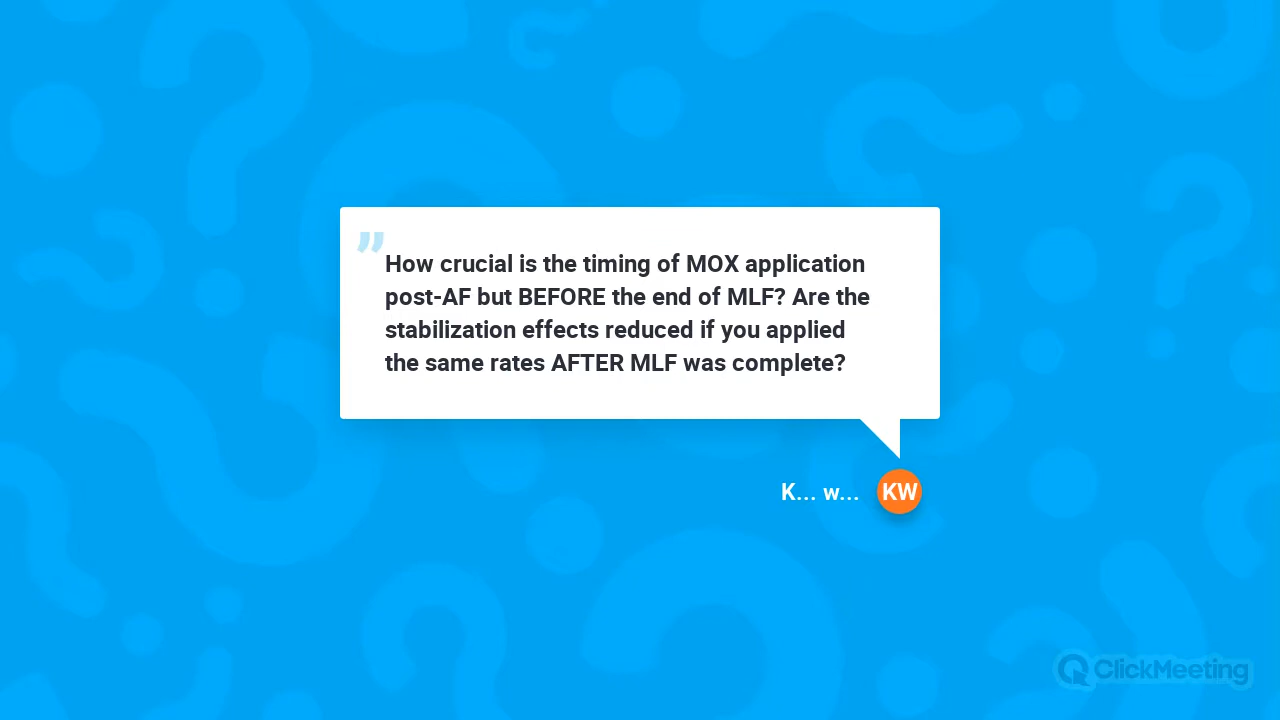 ”
How crucial is the timing of MOX application
post-AF but BEFORE the end of MLF? Are the
stabilization effects reduced if you applied
the same rates AFTER MLF was complete?
K... w... KW
ClickMeeting